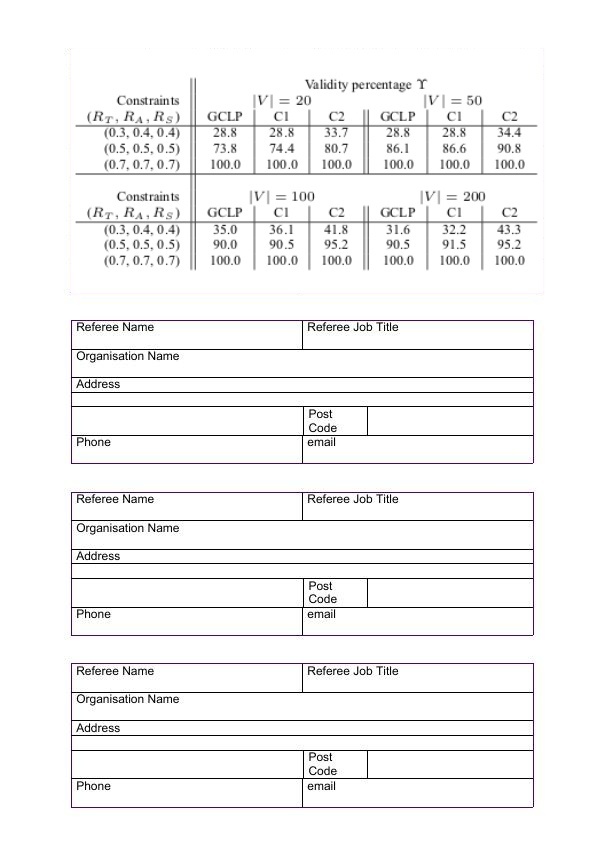 Validity percentage ϒ
Constraints |V| = 20 |V| = 50
(R_T, R_A, R_S) GCLP C1 C2 GCLP C1 C2
(0.3, 0.4, 0.4) 28.8 28.8 33.7 28.8 28.8 34.4
(0.5, 0.5, 0.5) 73.8 74.4 80.7 86.1 86.6 90.8
(0.7, 0.7, 0.7) 100.0 100.0 100.0 100.0 100.0 100.0
Constraints |V| = 100 |V| = 200
(R_T, R_A, R_S) GCLP C1 C2 GCLP C1 C2
(0.3, 0.4, 0.4) 35.0 36.1 41.8 31.6 32.2 43.3
(0.5, 0.5, 0.5) 90.0 90.5 95.2 90.5 91.5 95.2
(0.7, 0.7, 0.7) 100.0 100.0 100.0 100.0 100.0 100.0
Referee Name Referee Job Title
Organisation Name
Address
Post
Code
Phone email
Referee Name Referee Job Title
Organisation Name
Address
Post
Code
Phone email
Referee Name Referee Job Title
Organisation Name
Address
Post
Code
Phone email